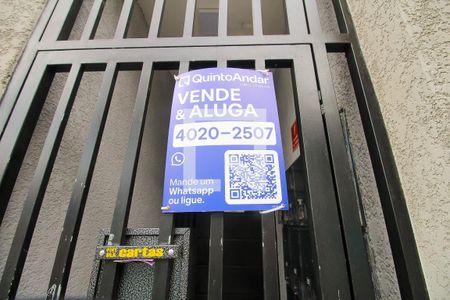 QuintoAndar
VENDE
& ALUGA
4020-2507
Mande um
Whatsapp
ou ligue.
cartas